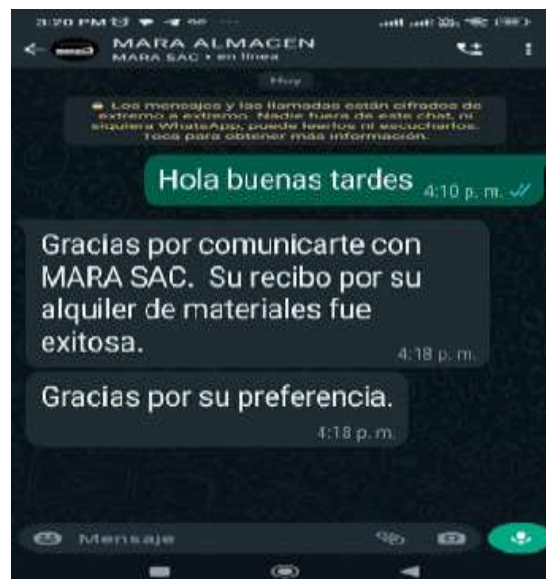 3:20 PM
MARA ALMACEN
MARA SAC • en línea
Hoy
Los mensajes y las llamadas están cifrados de
extremo a extremo. Nadie fuera de este chat, ni
siquiera WhatsApp, puede leerlos ni escucharlos.
Toca para obtener más información.
Hola buenas tardes 4:10 p. m.
Gracias por comunicarte con
MARA SAC. Su recibo por su
alquiler de materiales fue
exitosa.
4:18 p. m.
Gracias por su preferencia.
4:18 p. m.
Mensaje